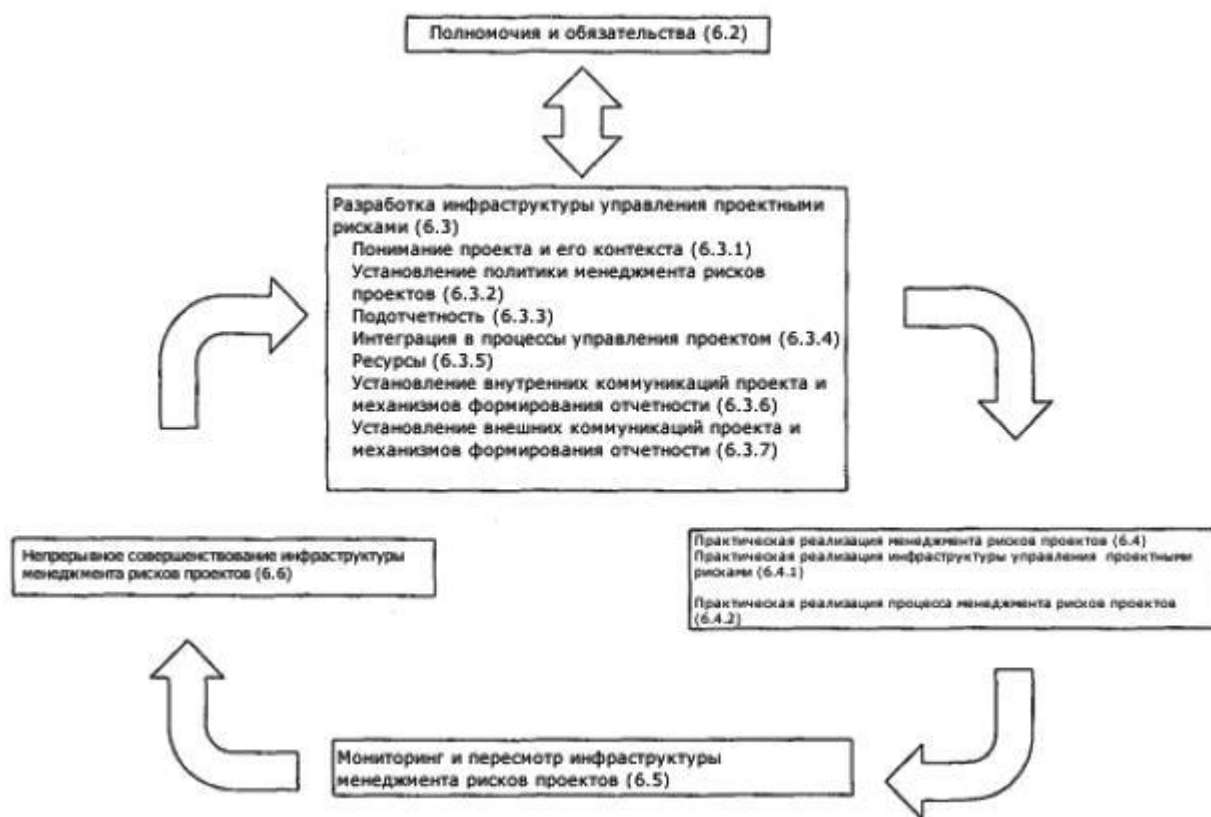 Полномочия и обязательства (6.2)
Разработка инфраструктуры управления проектными
рисками (6.3)
Понимание проекта и его контекста (6.3.1)
Установление политики менеджмента рисков
проектов (6.3.2)
Подотчетность (6.3.3)
Интеграция в процессы управления проектом (6.3.4)
Ресурсы (6.3.5)
Установление внутренних коммуникаций проекта и
механизмов формирования отчетности (6.3.6)
Установление внешних коммуникаций проекта и
механизмов формирования отчетности (6.3.7)
Непрерывное совершенствование инфраструктуры
менеджмента рисков проектов (6.6)
Практическая реализация менеджмента рисков проектов (6.4)
Практическая реализация инфраструктуры управления проектными
рисками (6.4.1)
Практическая реализация процесса менеджмента рисков проектов
(6.4.2)
Мониторинг и пересмотр инфраструктуры
менеджмента рисков проектов (6.5)